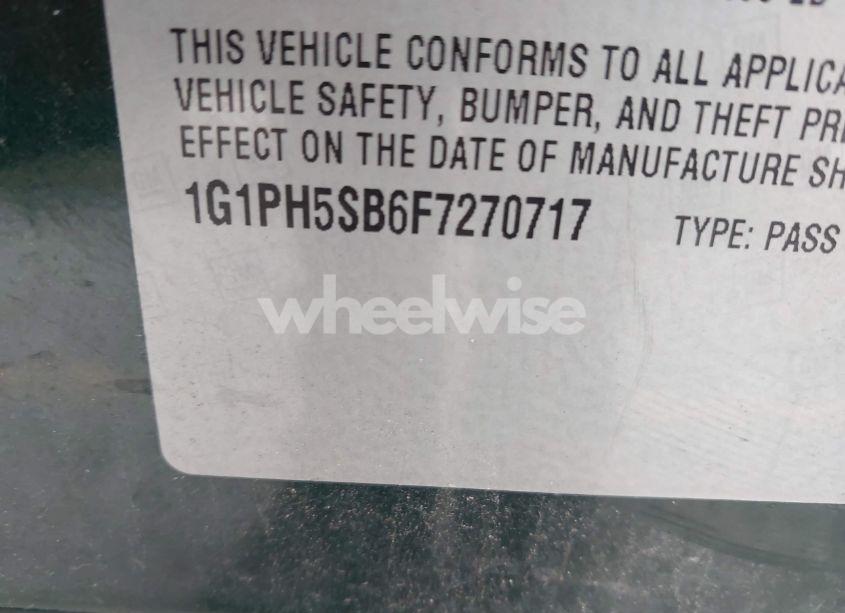 THIS VEHICLE CONFORMS TO ALL APPLICA
VEHICLE SAFETY, BUMPER, AND THEFT PRE
EFFECT ON THE DATE OF MANUFACTURE SH
1G1PH5SB6F7270717 TYPE: PASS
wheelwise